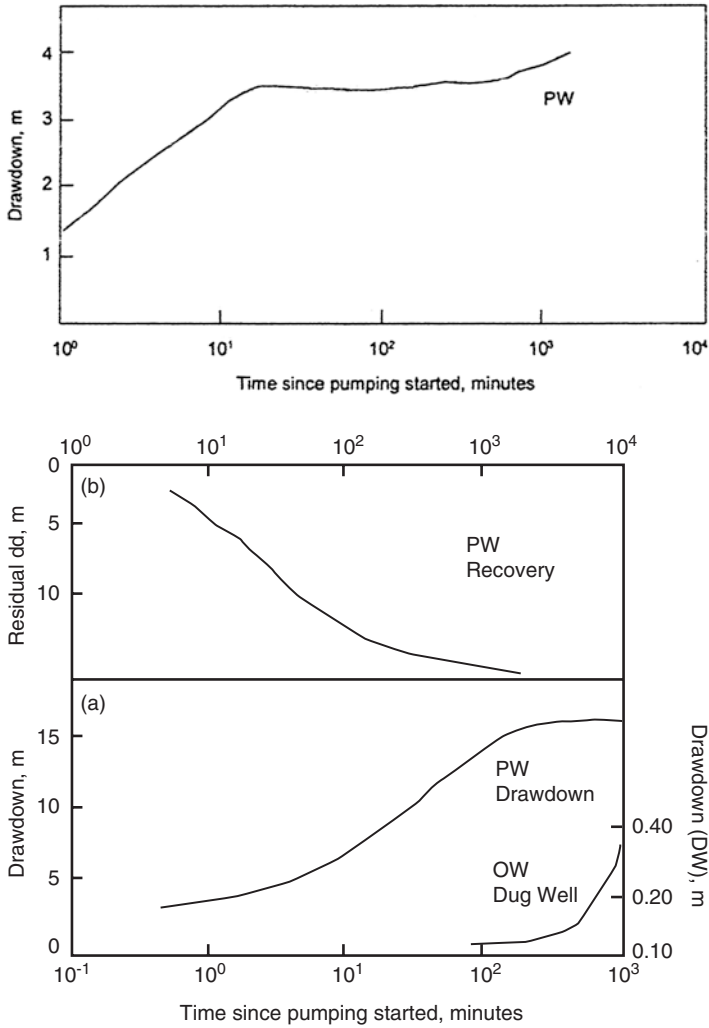 4
3
2
1
Drawdown, m
PW
10⁰ 10¹ 10² 10³ 10⁴
Time since pumping started, minutes
10⁰ 10¹ 10² 10³ 10⁴
0
5
10
Residual dd, m
(b)
PW
Recovery
(a)
15
10
5
0
Drawdown, m
PW
Drawdown
OW
Dug Well
0.40
0.20
0.10
Drawdown (DW), m
10⁻¹ 10⁰ 10¹ 10² 10³
Time since pumping started, minutes